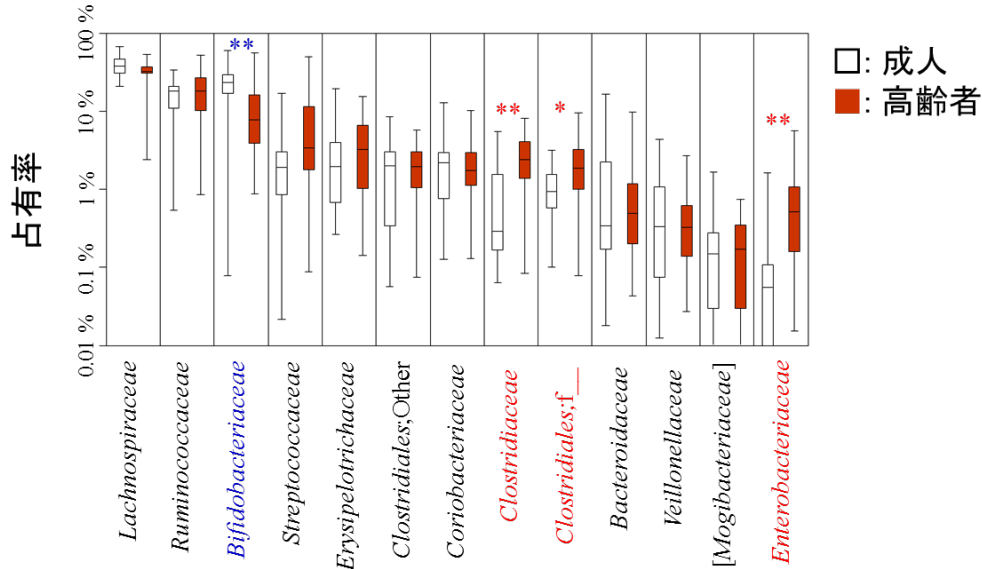 100 %
10 %
1 %
0.1 %
0.01 %
占有率
**
**
*
**
: 成人
: 高齢者
Lachnospiraceae
Ruminococcaceae
Bifidobacteriaceae
Streptococcaceae
Erysipelotrichaceae
Clostridiales;Other
Coriobacteriaceae
Clostridiaceae
Clostridiales;f__
Bacteroidaceae
Veillonellaceae
[Mogibacteriaceae]
Enterobacteriaceae